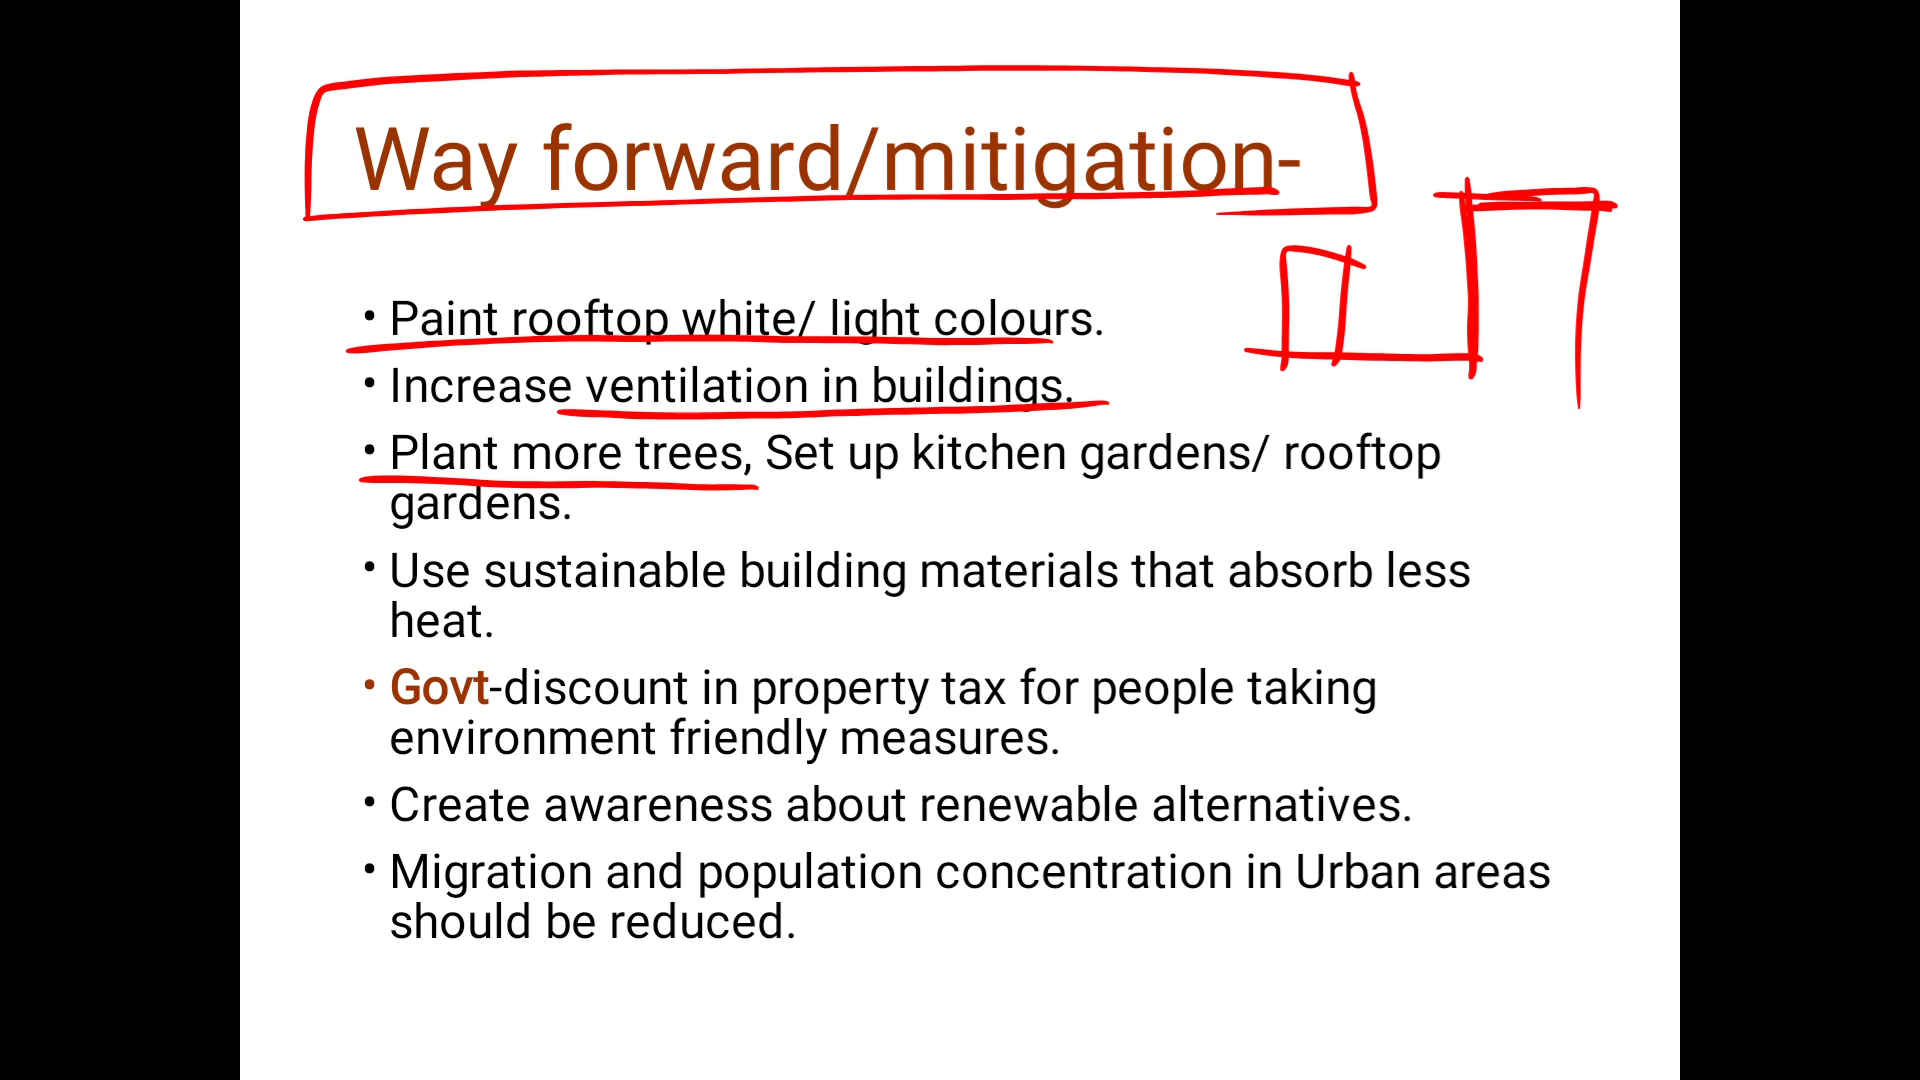 Way forward/mitigation-
• Paint rooftop white/ light colours.
• Increase ventilation in buildings.
• Plant more trees, Set up kitchen gardens/ rooftop
gardens.
• Use sustainable building materials that absorb less
heat.
• Govt-discount in property tax for people taking
environment friendly measures.
• Create awareness about renewable alternatives.
• Migration and population concentration in Urban areas
should be reduced.